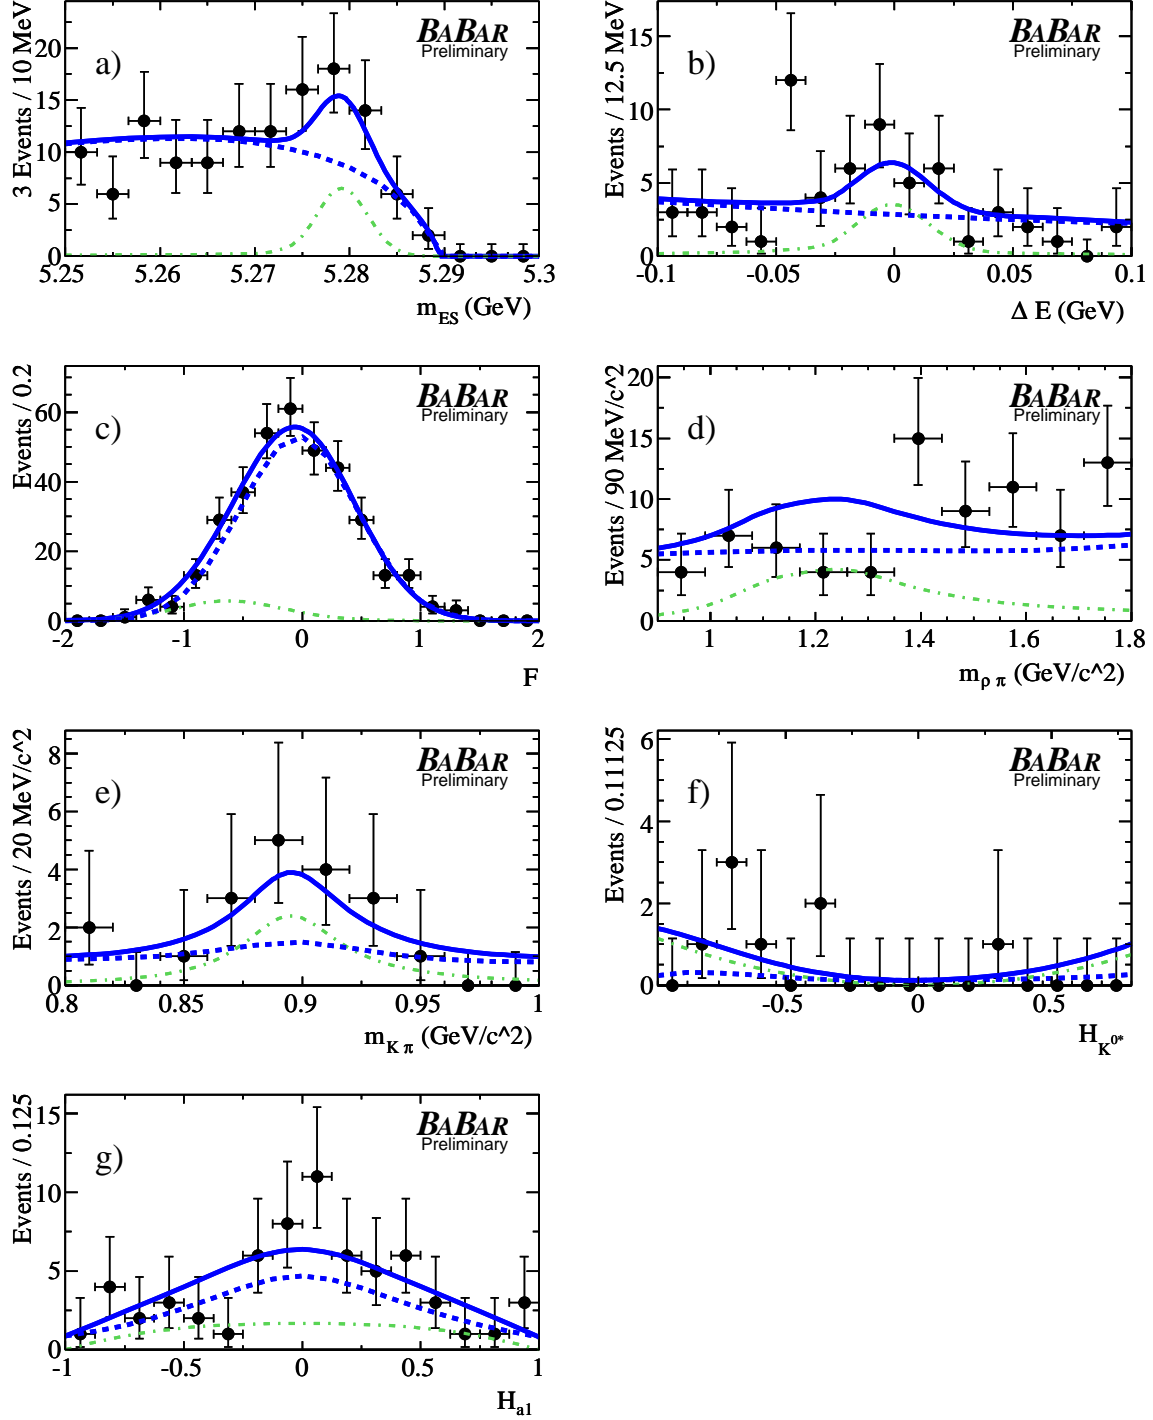 3 Events / 10 MeV
a)
BABAR
Preliminary
0 5 10 15 20
5.25 5.26 5.27 5.28 5.29 5.3
m_ES (GeV)
Events / 12.5 MeV
b)
BABAR
Preliminary
0 5 10 15
-0.1 -0.05 0 0.05 0.1
Δ E (GeV)
Events / 0.2
c)
BABAR
Preliminary
0 20 40 60
-2 -1 0 1 2
F
Events / 90 MeV/c^2
d)
BABAR
Preliminary
0 5 10 15 20
1 1.2 1.4 1.6 1.8
m_ρ π (GeV/c^2)
Events / 20 MeV/c^2
e)
BABAR
Preliminary
0 2 4 6 8
0.8 0.85 0.9 0.95 1
m_K π (GeV/c^2)
Events / 0.11125
f)
BABAR
Preliminary
0 2 4 6
-0.5 0 0.5
H_K^0*
Events / 0.125
g)
BABAR
Preliminary
0 5 10 15
-1 -0.5 0 0.5 1
H_a1